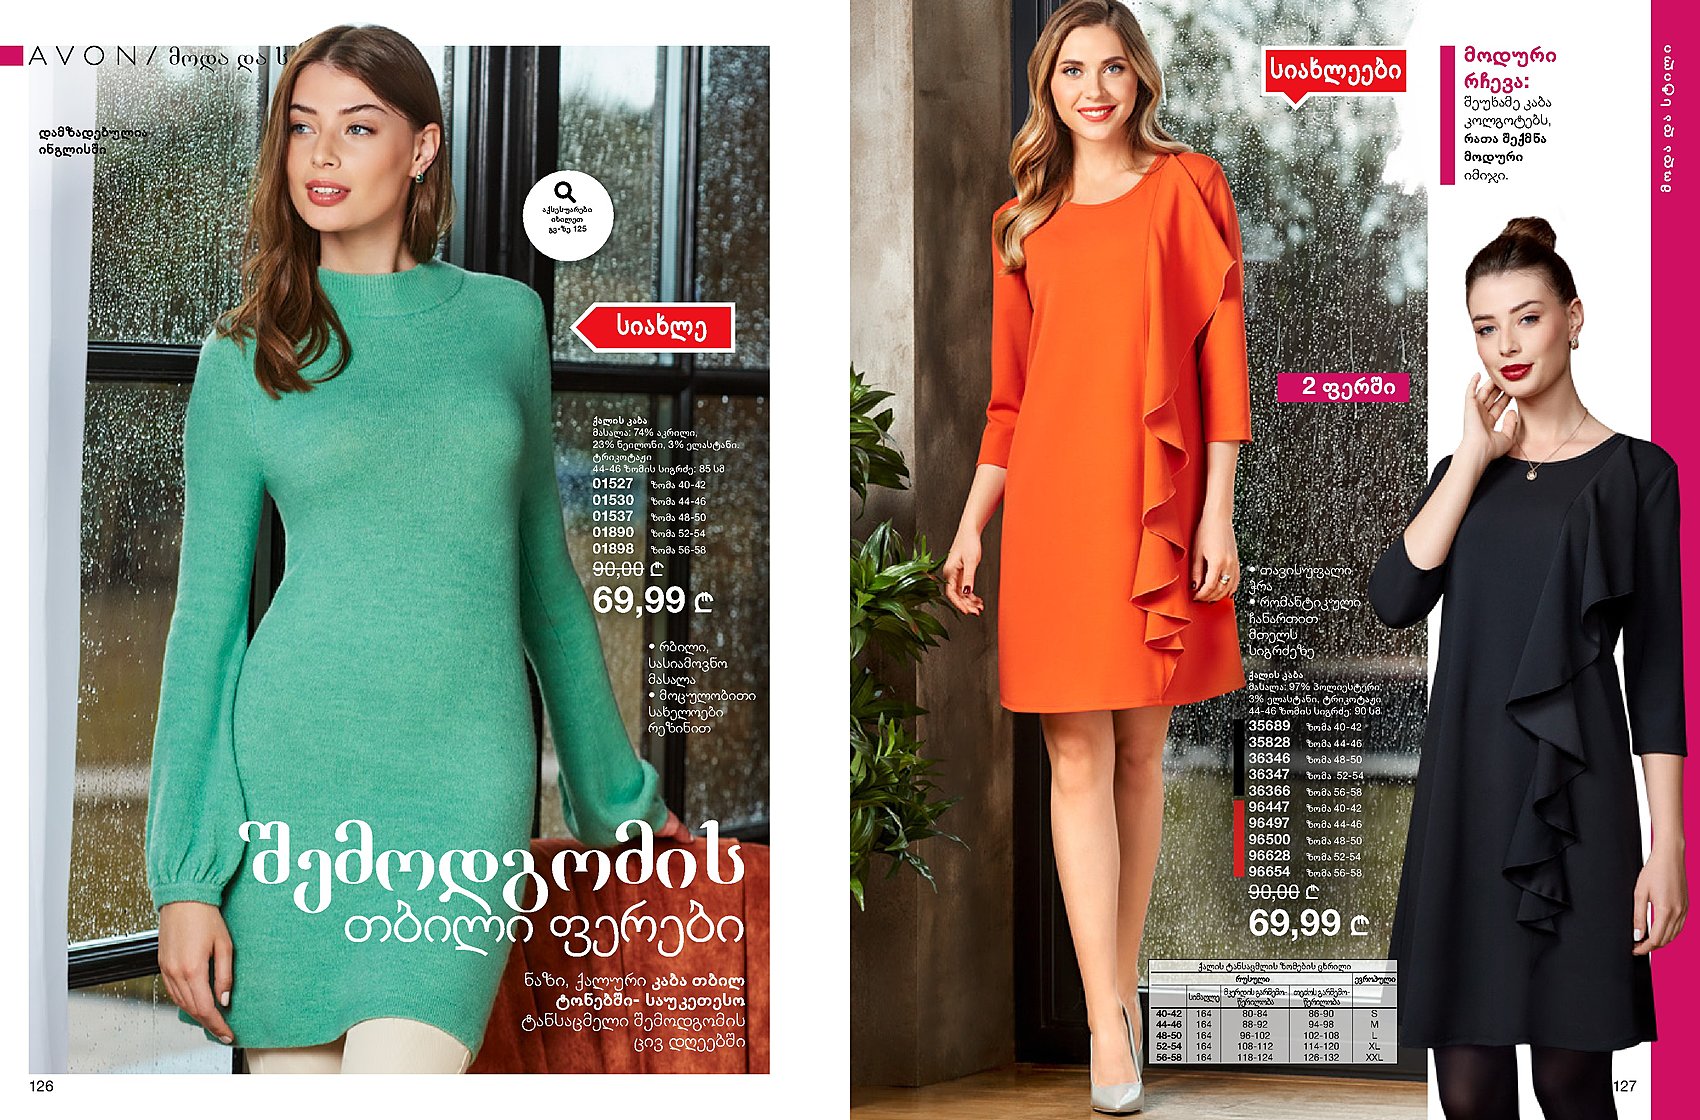 AVON / მოდა და ს
დამზადებულია
ინგლისში
აქსესუარები
იხილეთ
გვ-ზე 125
სიახლე
ქალის კაბა
მასალა: 74% აკრილი,
23% ნეილონი, 3% ელასტანი.
ტრიკოტაჟი
44-46 ზომის სიგრძე: 85 სმ
01527 ზომა 40-42
01530 ზომა 44-46
01537 ზომა 48-50
01890 ზომა 52-54
01898 ზომა 56-58
90,00 ₾
69,99 ₾
• რბილი,
სასიამოვნო
მასალა
• მოცულობითი
სახელოები
რეზინით
შემოდგომის
თბილი ფერები
ნაზი, ქალური კაბა თბილ
ტონებში- საუკეთესო
ტანსაცმელი შემოდგომის
ცივ დღეებში
126
სიახლეები
მოდური
რჩევა:
შეუხამე კაბა
კოლგოტებს,
რათა შექმნა
მოდური
იმიჯი.
მოდა და სტილი
2 ფერში
• თავისუფალი
ჭრა
• რომანტიკული
ჩანართით
მთელს
სიგრძეზე
ქალის კაბა
მასალა: 97% პოლიესტერი,
3% ელასტანი, ტრიკოტაჟი
44-46 ზომის სიგრძე: 90 სმ.
35689 ზომა 40-42
35828 ზომა 44-46
36346 ზომა 48-50
36347 ზომა 52-54
36366 ზომა 56-58
96447 ზომა 40-42
96497 ზომა 44-46
96500 ზომა 48-50
96628 ზომა 52-54
96654 ზომა 56-58
90,00 ₾
69,99 ₾
ქალის ტანსაცმლის ზომების ცხრილი
რუსული ევროპული
სიმაღლე მკერდის გარშემო- თეძოს გარშემო-
წერილობა წერილობა
40-42 164 80-84 86-90 S
44-46 164 88-92 94-98 M
48-50 164 96-102 102-108 L
52-54 164 108-112 114-120 XL
56-58 164 118-124 126-132 XXL
127